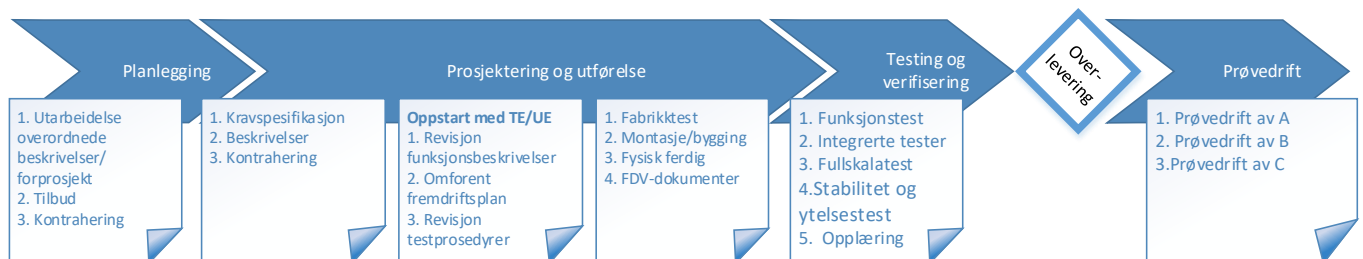 Planlegging
Prosjektering og utførelse
Testing og
verifisering
Over-
levering
Prøvedrift
1. Utarbeidelse
overordnede
beskrivelser/
forprosjekt
2. Tilbud
3. Kontrahering
1. Kravspesifikasjon
2. Beskrivelser
3. Kontrahering
Oppstart med TE/UE
1. Revisjon
funksjonsbeskrivelser
2. Omforent
fremdriftsplan
3. Revisjon
testprosedyrer
1. Fabrikktest
2. Montasje/bygging
3. Fysisk ferdig
4. FDV-dokumenter
1. Funksjonstest
2. Integrerte tester
3. Fullskalatest
4.Stabilitet og
ytelsestest
5. Opplæring
1. Prøvedrift av A
2. Prøvedrift av B
3.Prøvedrift av C